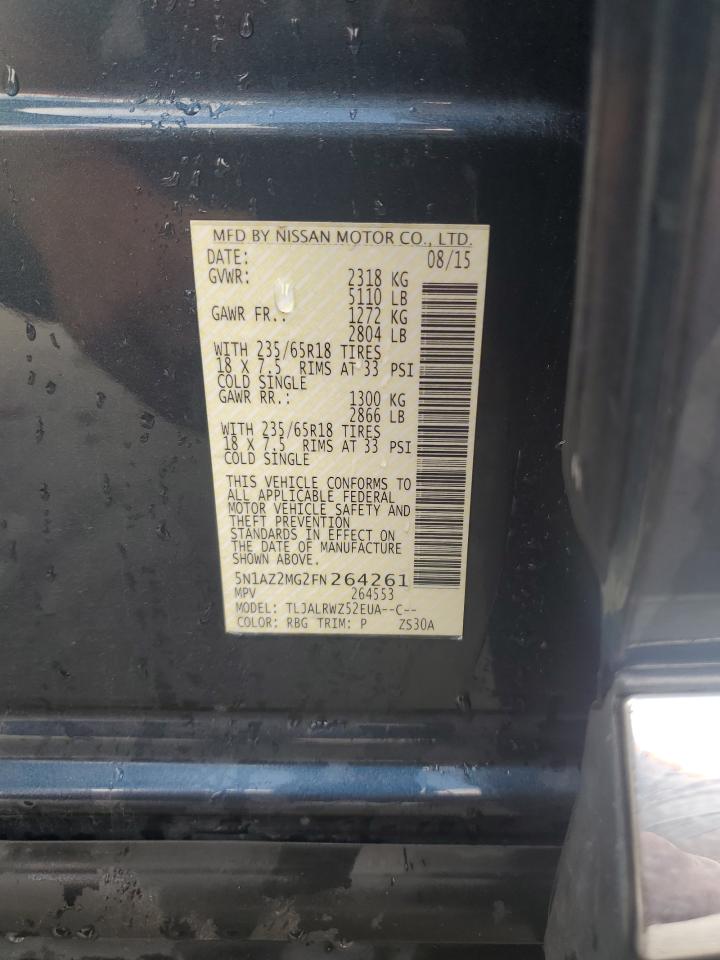 MFD BY NISSAN MOTOR CO., LTD.
DATE: 08/15
GVWR: 2318 KG
5110 LB
GAWR FR.: 1272 KG
2804 LB
WITH 235/65R18 TIRES
18 X 7.5 RIMS AT 33 PSI
COLD SINGLE
GAWR RR.: 1300 KG
2866 LB
WITH 235/65R18 TIRES
18 X 7.5 RIMS AT 33 PSI
COLD SINGLE
THIS VEHICLE CONFORMS TO
ALL APPLICABLE FEDERAL
MOTOR VEHICLE SAFETY AND
THEFT PREVENTION
STANDARDS IN EFFECT ON
THE DATE OF MANUFACTURE
SHOWN ABOVE.
5N1AZ2MG2FN264261
MPV 264553
MODEL: TLJALRWZ52EUA--C--
COLOR: RBG TRIM: P ZS30A